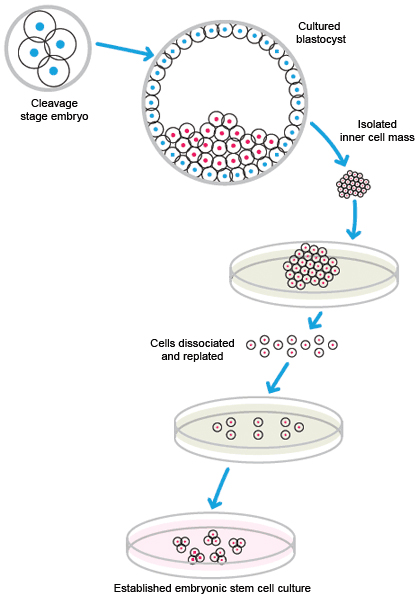 Cultured
blastocyst
Cleavage
stage embryo
Isolated
inner cell mass
Cells dissociated
and replated
Established embryonic stem cell culture